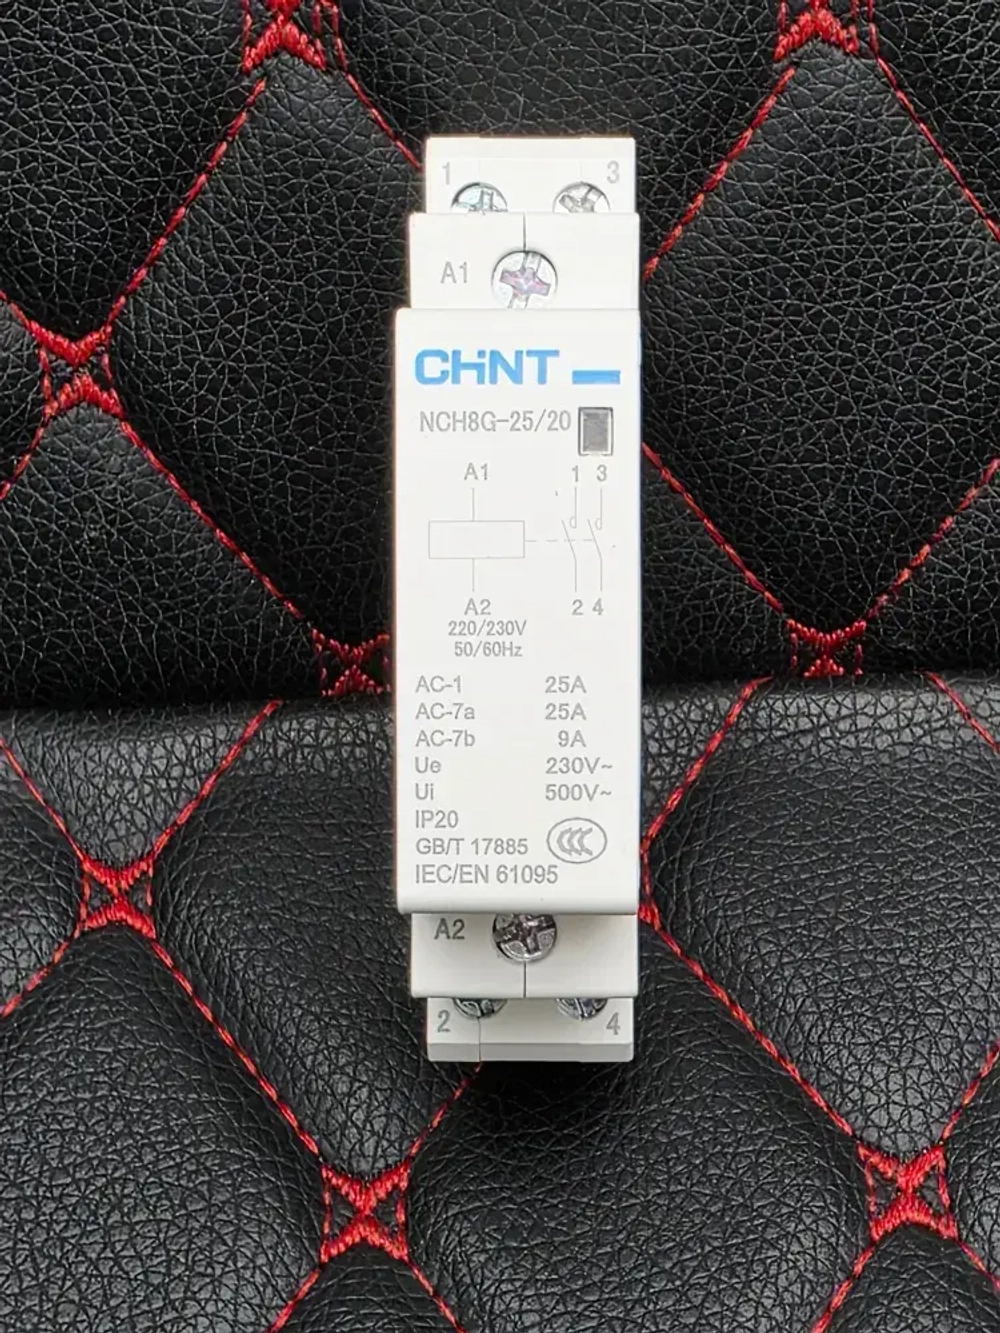 1 3
A1
CHiNT
NCH8G-25/20
A1 1 3
A2 2 4
220/230V
50/60Hz
AC-1 25A
AC-7a 25A
AC-7b 9A
Ue 230V~
Ui 500V~
IP20
GB/T 17885 CCC
IEC/EN 61095
A2
2 4